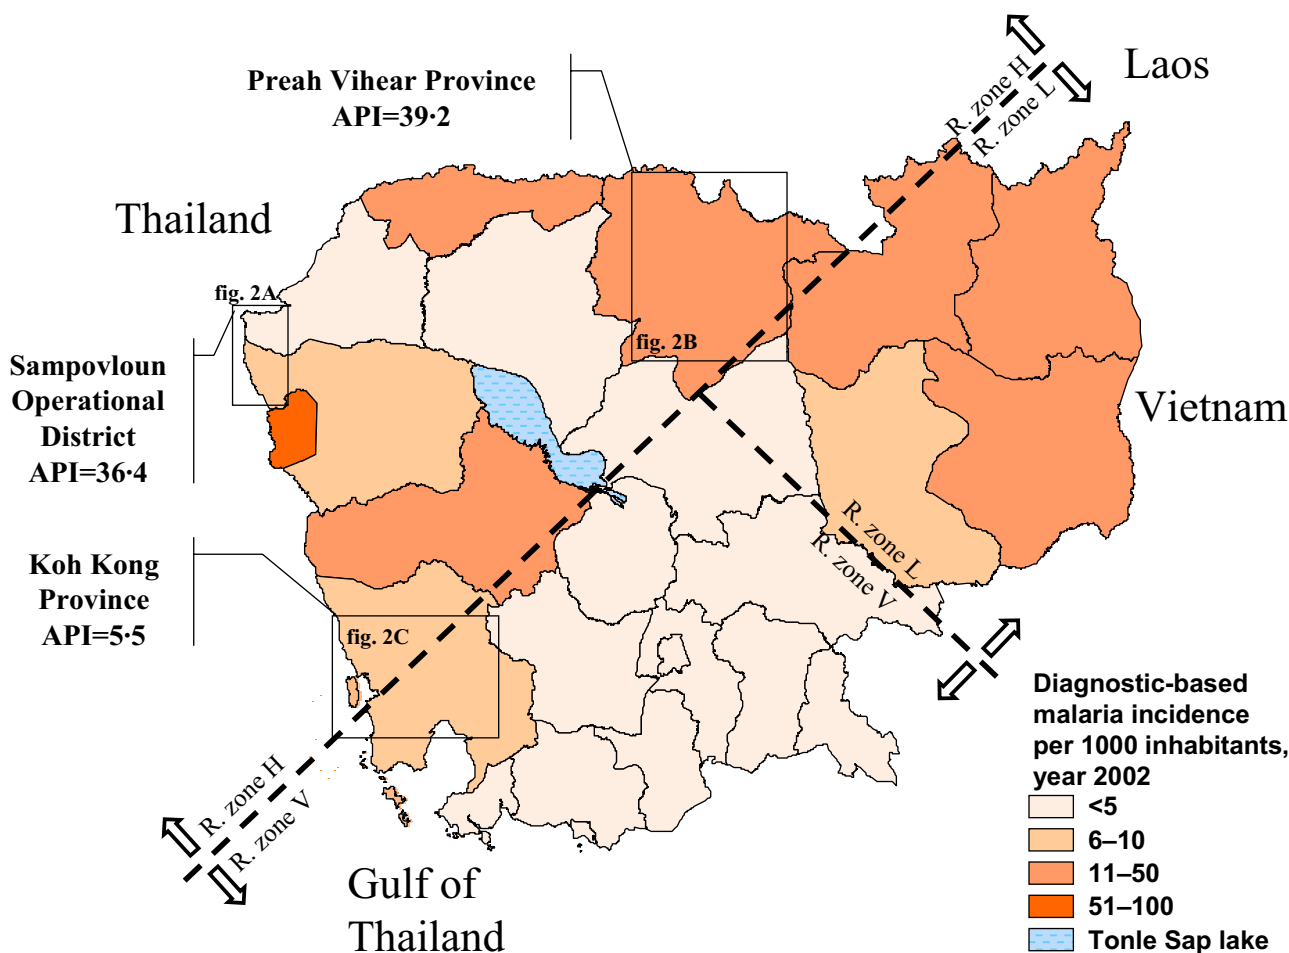 Laos
R. zone H
R. zone L
Preah Vihear Province
API=39·2
Thailand
fig. 2A
fig. 2B
Sampovloun
Operational
District
API=36·4
Vietnam
R. zone L
R. zone V
Koh Kong
Province
API=5·5
fig. 2C
R. zone H
R. zone V
Gulf of
Thailand
Diagnostic-based
malaria incidence
per 1000 inhabitants,
year 2002
<5
6–10
11–50
51–100
Tonle Sap lake